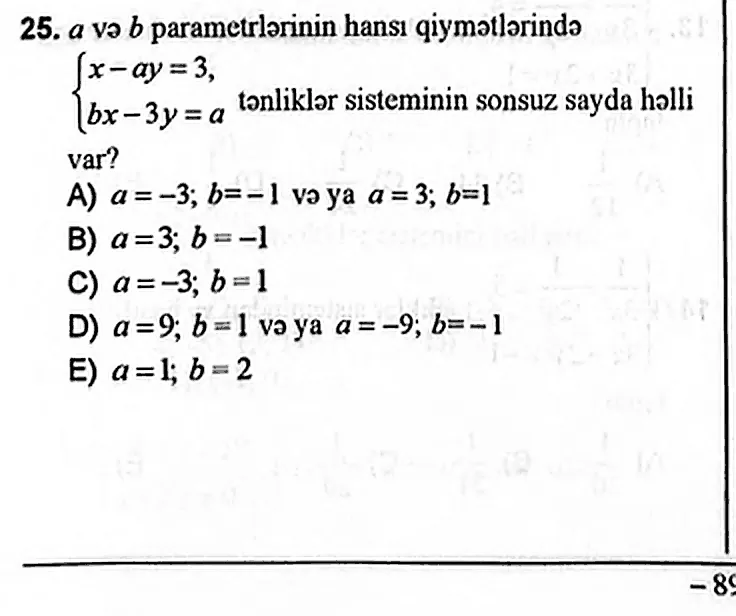 25. a və b parametrlərinin hansı qiymətlərində
x – ay = 3,
bx – 3y = a tənliklər sisteminin sonsuz sayda həlli
var?
A) a = –3; b = –1 və ya a = 3; b=1
B) a = 3; b = –1
C) a = –3; b = 1
D) a = 9; b = 1 və ya a = –9; b= –1
E) a = 1; b = 2
– 89